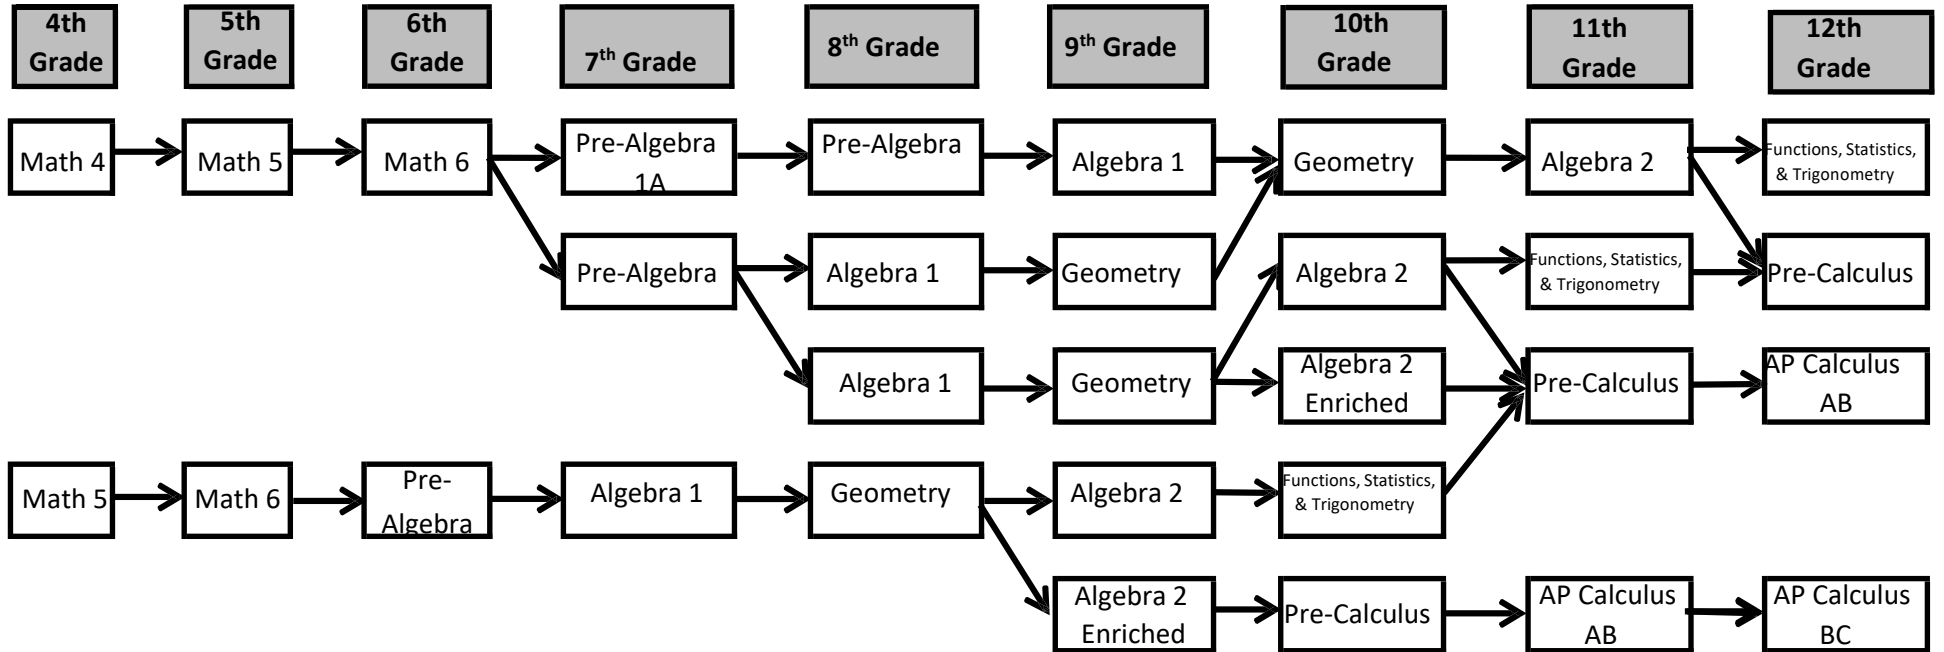 4th
Grade
5th
Grade
6th
Grade
7th Grade
8th Grade
9th Grade
10th
Grade
11th
Grade
12th
Grade
Math 4
Math 5
Math 6
Pre-Algebra
1A
Pre-Algebra
Algebra 1
Geometry
Algebra 2
Functions, Statistics,
& Trigonometry
Pre-Algebra
Algebra 1
Geometry
Algebra 2
Functions, Statistics,
& Trigonometry
Pre-Calculus
Algebra 1
Geometry
Algebra 2
Enriched
Pre-Calculus
AP Calculus
AB
Math 5
Math 6
Pre-
Algebra
Algebra 1
Geometry
Algebra 2
Functions, Statistics,
& Trigonometry
Algebra 2
Enriched
Pre-Calculus
AP Calculus
AB
AP Calculus
BC